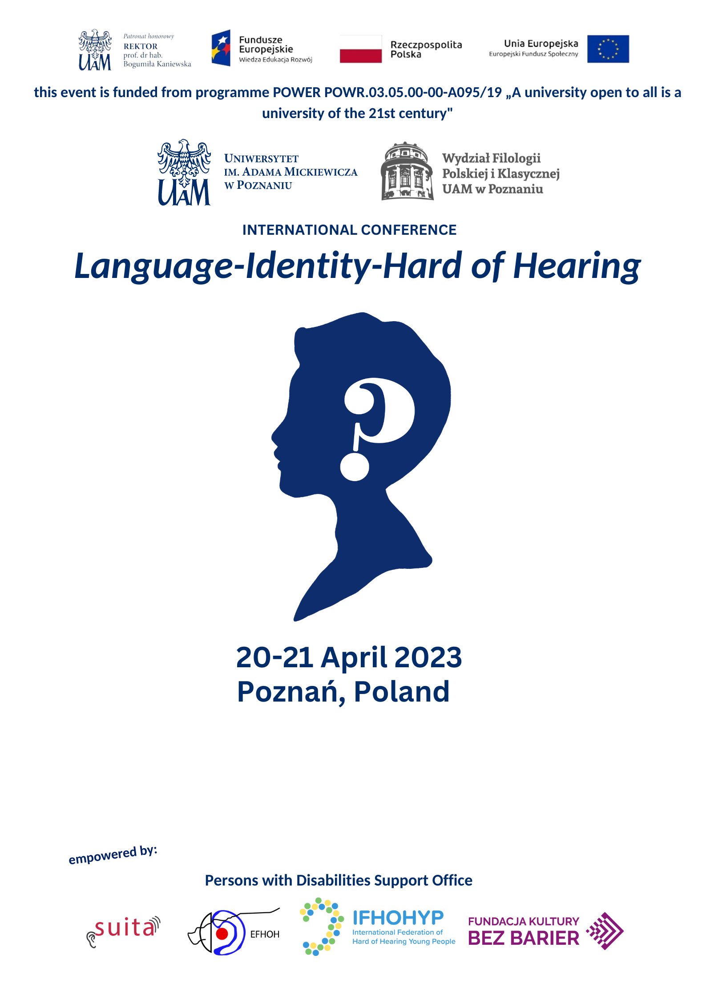 Patronat honorowy
REKTOR
prof. dr hab.
Bogumiła Kaniewska
UAM
Fundusze
Europejskie
Wiedza Edukacja Rozwój
Rzeczpospolita
Polska
Unia Europejska
Europejski Fundusz Społeczny
this event is funded from programme POWER POWR.03.05.00-00-A095/19 „A university open to all is a
university of the 21st century"
UAM
UNIWERSYTET
IM. ADAMA MICKIEWICZA
W POZNANIU
Wydział Filologii
Polskiej i Klasycznej
UAM w Poznaniu
INTERNATIONAL CONFERENCE
Language-Identity-Hard of Hearing
?
20-21 April 2023
Poznań, Poland
empowered by:
Persons with Disabilities Support Office
suita
EFHOH
IFHOHYP
International Federation of
Hard of Hearing Young People
FUNDACJA KULTURY
BEZ BARIER